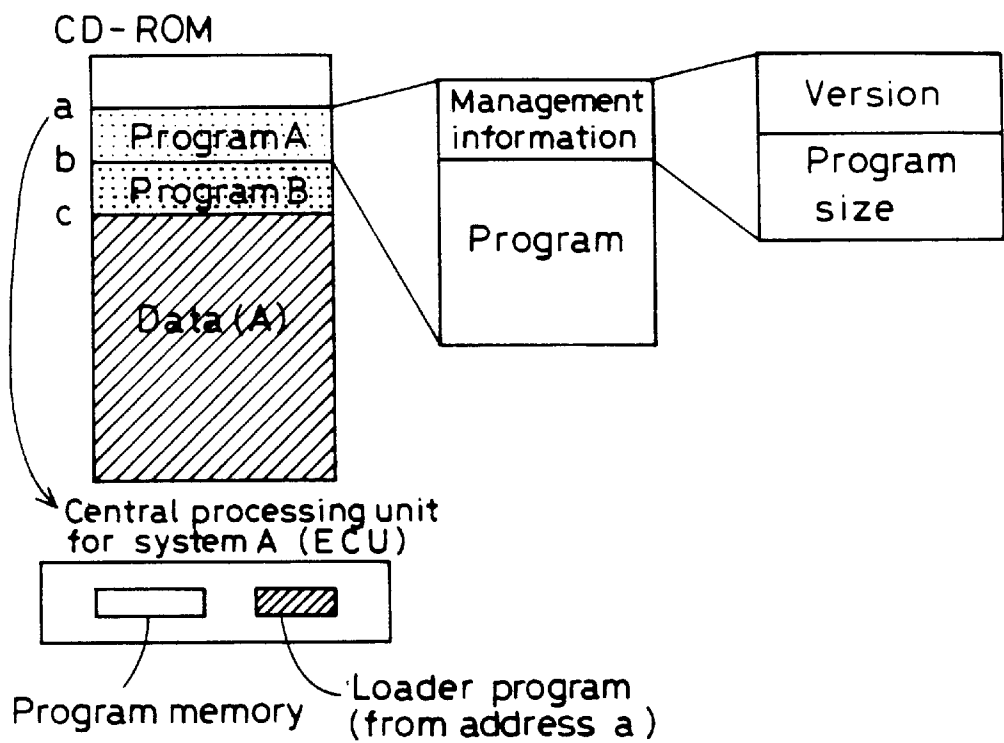 CD-ROM
a
Program A
b
Program B
c
Data (A)
Management
information
Program
Version
Program
size
Central processing unit
for system A (ECU)
Program memory
Loader program
(from address a)